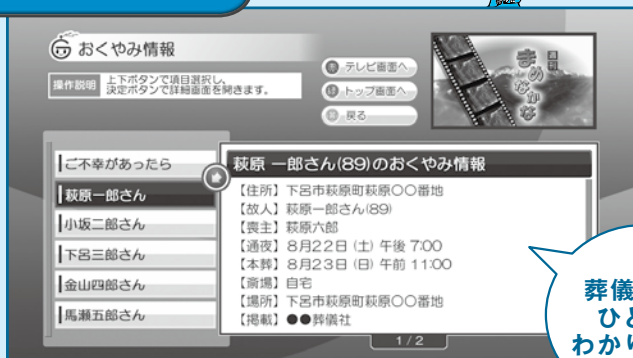 おくやみ情報
操作説明
上下ボタンで項目選択し、
決定ボタンで詳細画面を開きます。
テレビ画面へ
トップ画面へ
戻る
週刊
まめなかな
ご不幸があったら
萩原一郎さん
小坂二郎さん
下呂三郎さん
金山四郎さん
馬瀬五郎さん
萩原 一郎さん(89)のおくやみ情報
【住所】下呂市萩原町萩原〇〇番地
【故人】萩原一郎さん(89)
【喪主】萩原六郎
【通夜】8月22日(土)午後 7:00
【本葬】8月23日(日)午前 11:00
【斎場】自宅
【場所】下呂市萩原町萩原〇〇番地
【掲載】●●葬儀社
1/2
葬儀
ひと
わかり